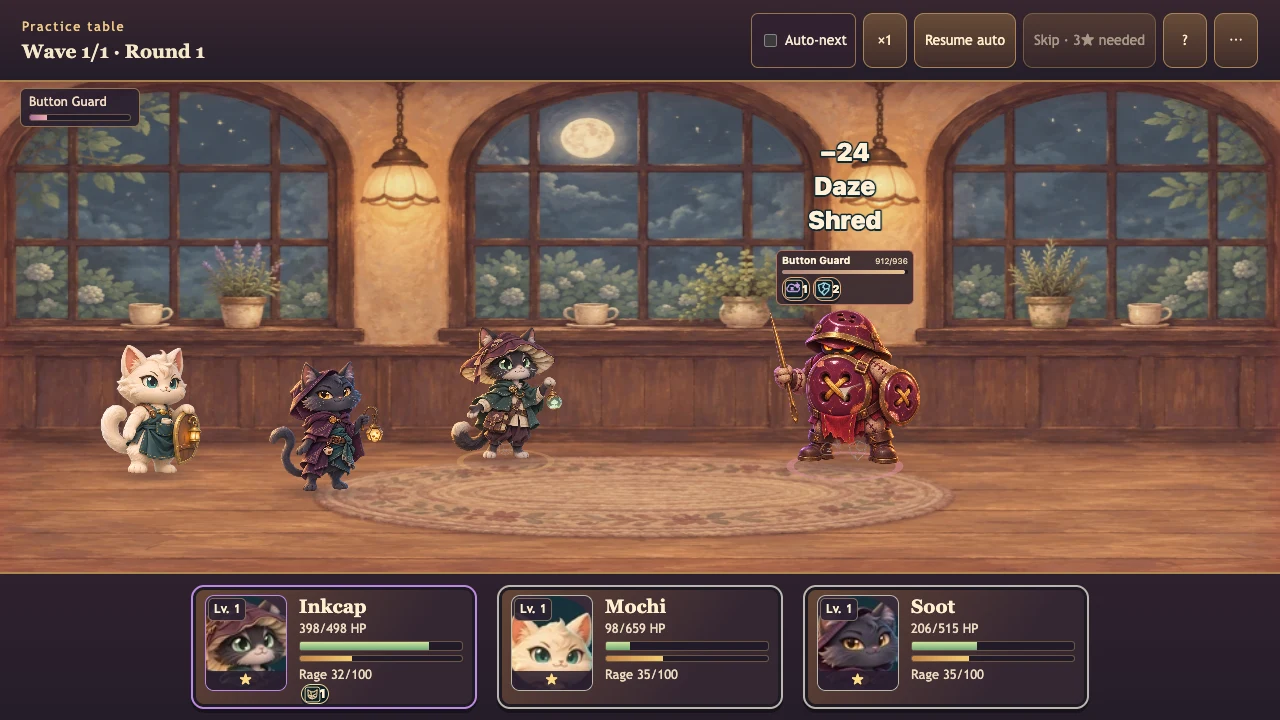 Practice table
Wave 1/1 · Round 1
Auto-next
×1
Resume auto
Skip · 3★ needed
?
···
Button Guard
−24
Daze
Shred
Button Guard 912/936
1 2
Lv. 1
Inkcap
398/498 HP
Rage 32/100
1
Lv. 1
Mochi
98/659 HP
Rage 35/100
Lv. 1
Soot
206/515 HP
Rage 35/100